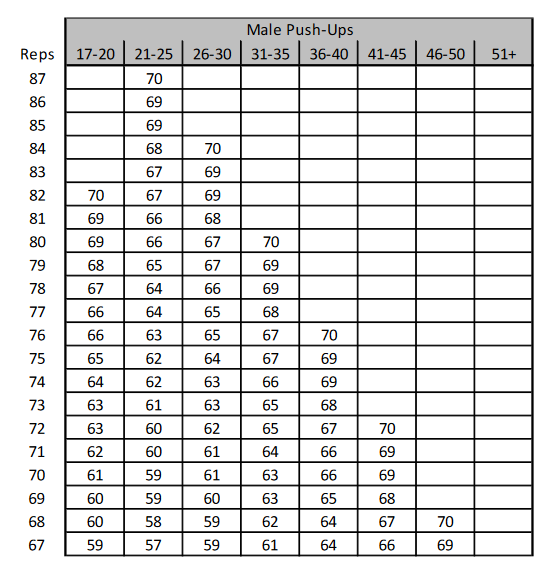 Male Push-Ups
Reps 17-20 21-25 26-30 31-35 36-40 41-45 46-50 51+
87 70
86 69
85 69
84 68 70
83 67 69
82 70 67 69
81 69 66 68
80 69 66 67 70
79 68 65 67 69
78 67 64 66 69
77 66 64 65 68
76 66 63 65 67 70
75 65 62 64 67 69
74 64 62 63 66 69
73 63 61 63 65 68
72 63 60 62 65 67 70
71 62 60 61 64 66 69
70 61 59 61 63 66 69
69 60 59 60 63 65 68
68 60 58 59 62 64 67 70
67 59 57 59 61 64 66 69